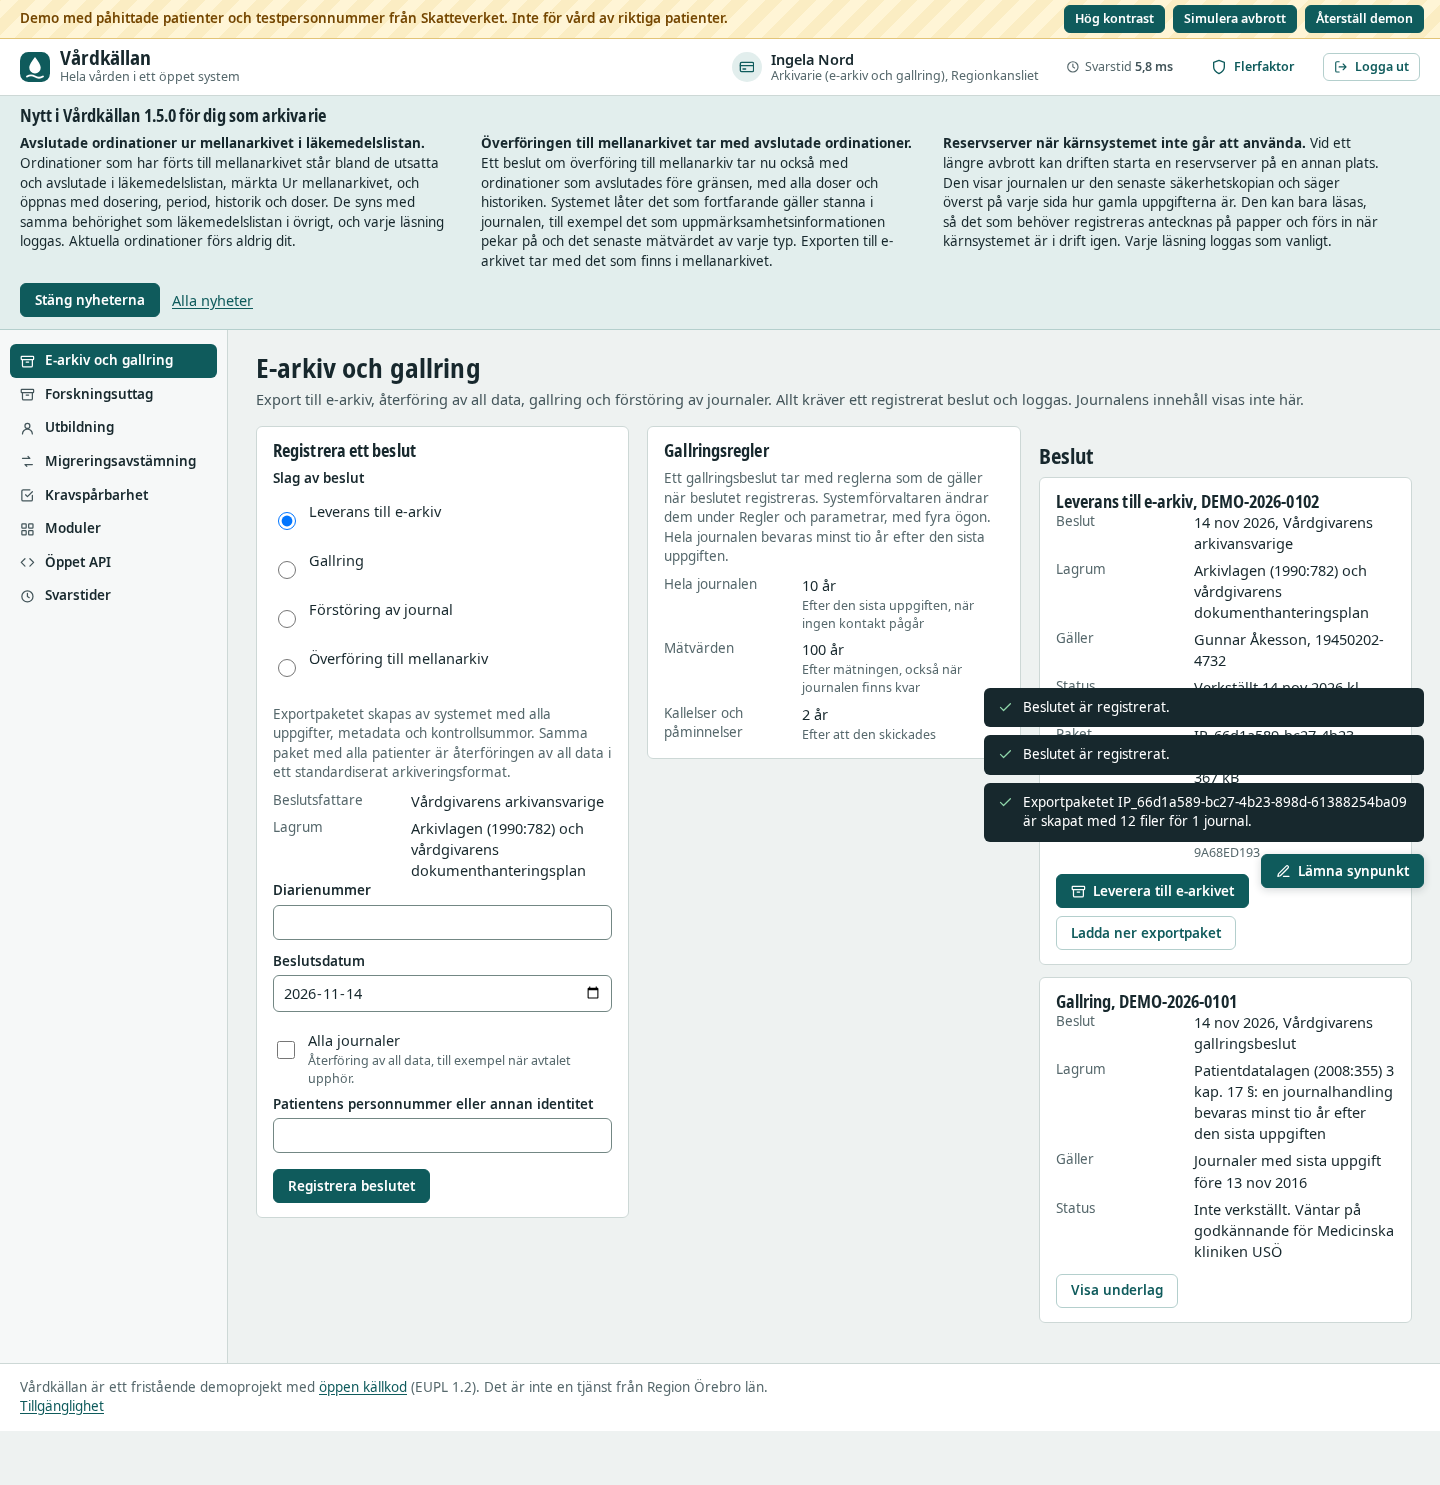 Demo med påhittade patienter och testpersonnummer från Skatteverket. Inte för vård av riktiga patienter.
Hög kontrast
Simulera avbrott
Återställ demon
Vårdkällan
Hela vården i ett öppet system
Ingela Nord
Arkivarie (e-arkiv och gallring), Regionkansliet
Svarstid 5,8 ms
Flerfaktor
Logga ut
Nytt i Vårdkällan 1.5.0 för dig som arkivarie
Avslutade ordinationer ur mellanarkivet i läkemedelslistan.
Ordinationer som har förts till mellanarkivet står bland de utsatta
och avslutade i läkemedelslistan, märkta Ur mellanarkivet, och
öppnas med dosering, period, historik och doser. De syns med
samma behörighet som läkemedelslistan i övrigt, och varje läsning
loggas. Aktuella ordinationer förs aldrig dit.
Överföringen till mellanarkivet tar med avslutade ordinationer.
Ett beslut om överföring till mellanarkiv tar nu också med
ordinationer som avslutades före gränsen, med alla doser och
historiken. Systemet låter det som fortfarande gäller stanna i
journalen, till exempel det som uppmärksamhetsinformationen
pekar på och det senaste mätvärdet av varje typ. Exporten till e-
arkivet tar med det som finns i mellanarkivet.
Reservserver när kärnsystemet inte går att använda. Vid ett
längre avbrott kan driften starta en reservserver på en annan plats.
Den visar journalen ur den senaste säkerhetskopian och säger
överst på varje sida hur gamla uppgifterna är. Den kan bara läsas,
så det som behöver registreras antecknas på papper och förs in när
kärnsystemet är i drift igen. Varje läsning loggas som vanligt.
Stäng nyheterna
Alla nyheter
E-arkiv och gallring
Forskningsuttag
Utbildning
Migreringsavstämning
Kravspårbarhet
Moduler
Öppet API
Svarstider
E-arkiv och gallring
Export till e-arkiv, återföring av all data, gallring och förstöring av journaler. Allt kräver ett registrerat beslut och loggas. Journalens innehåll visas inte här.
Registrera ett beslut
Slag av beslut
Leverans till e-arkiv
Gallring
Förstöring av journal
Överföring till mellanarkiv
Exportpaketet skapas av systemet med alla
uppgifter, metadata och kontrollsummor. Samma
paket med alla patienter är återföringen av all data i
ett standardiserat arkiveringsformat.
Beslutsfattare
Vårdgivarens arkivansvarige
Lagrum
Arkivlagen (1990:782) och
vårdgivarens
dokumenthanteringsplan
Diarienummer
Beslutsdatum
2026-11-14
Alla journaler
Återföring av all data, till exempel när avtalet
upphör.
Patientens personnummer eller annan identitet
Registrera beslutet
Gallringsregler
Ett gallringsbeslut tar med reglerna som de gäller
när beslutet registreras. Systemförvaltaren ändrar
dem under Regler och parametrar, med fyra ögon.
Hela journalen bevaras minst tio år efter den sista
uppgiften.
Hela journalen
10 år
Efter den sista uppgiften, när
ingen kontakt pågår
Mätvärden
100 år
Efter mätningen, också när
journalen finns kvar
Kallelser och
påminnelser
2 år
Efter att den skickades
Beslut
Leverans till e-arkiv, DEMO-2026-0102
Beslut
14 nov 2026, Vårdgivarens
arkivansvarige
Lagrum
Arkivlagen (1990:782) och
vårdgivarens
dokumenthanteringsplan
Gäller
Gunnar Åkesson, 19450202-
4732
Status
Verkställt 14 nov 2026 kl.
Beslutet är registrerat.
Paket
IP_66d1a589-bc27-4b23-
Beslutet är registrerat.
367 kB
Exportpaketet IP_66d1a589-bc27-4b23-898d-61388254ba09
är skapat med 12 filer för 1 journal.
9A68ED193
Lämna synpunkt
Leverera till e-arkivet
Ladda ner exportpaket
Gallring, DEMO-2026-0101
Beslut
14 nov 2026, Vårdgivarens
gallringsbeslut
Lagrum
Patientdatalagen (2008:355) 3
kap. 17 §: en journalhandling
bevaras minst tio år efter
den sista uppgiften
Gäller
Journaler med sista uppgift
före 13 nov 2016
Status
Inte verkställt. Väntar på
godkännande för Medicinska
kliniken USÖ
Visa underlag
Vårdkällan är ett fristående demoprojekt med öppen källkod (EUPL 1.2). Det är inte en tjänst från Region Örebro län.
Tillgänglighet